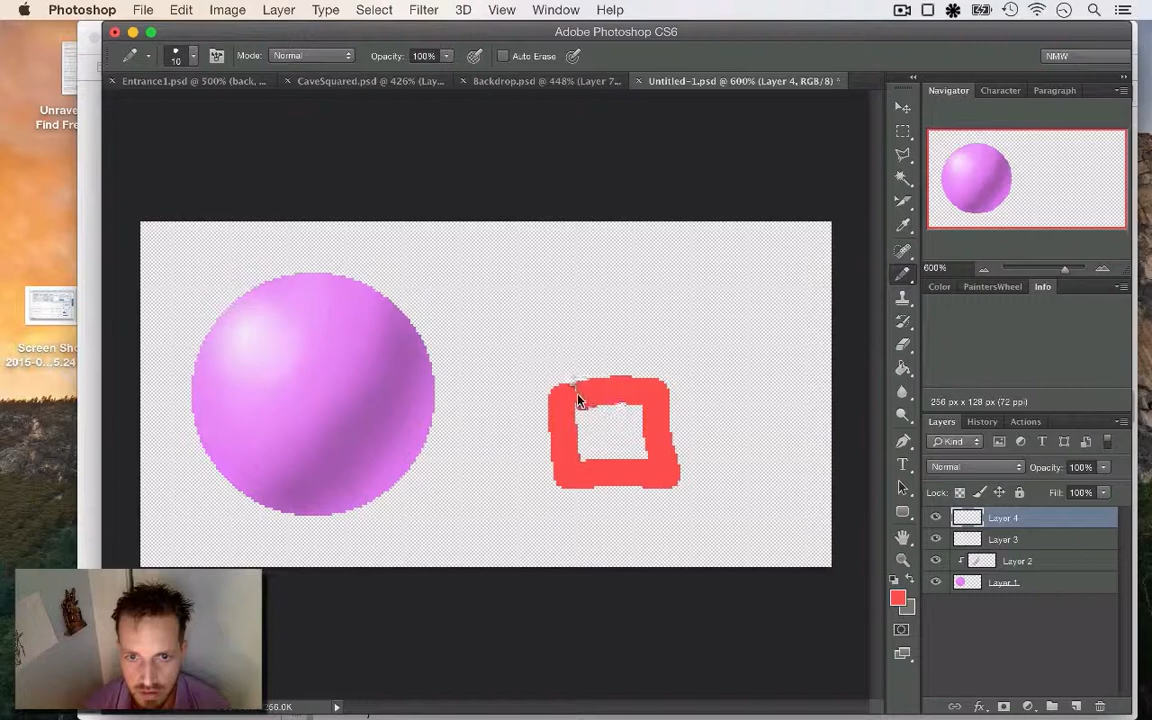 Photoshop File Edit Image Layer Type Select Filter 3D View Window Help
Adobe Photoshop CS6
10 Mode: Normal Opacity: 100% Auto Erase NMW
Entrance1.psd @ 500% (back, ... CaveSquared.psd @ 426% (Lay... Backdrop.psd @ 448% (Layer 7... Untitled-1.psd @ 600% (Layer 4, RGB/8) *
Navigator Character Paragraph
Unrave
Find Fre
600%
Color PaintersWheel Info
Screen Sho
2015-0...5.24
256 px x 128 px (72 ppi)
Layers History Actions
Kind
Normal Opacity: 100%
Lock: Fill: 100%
Layer 4
Layer 3
Layer 2
Layer 1